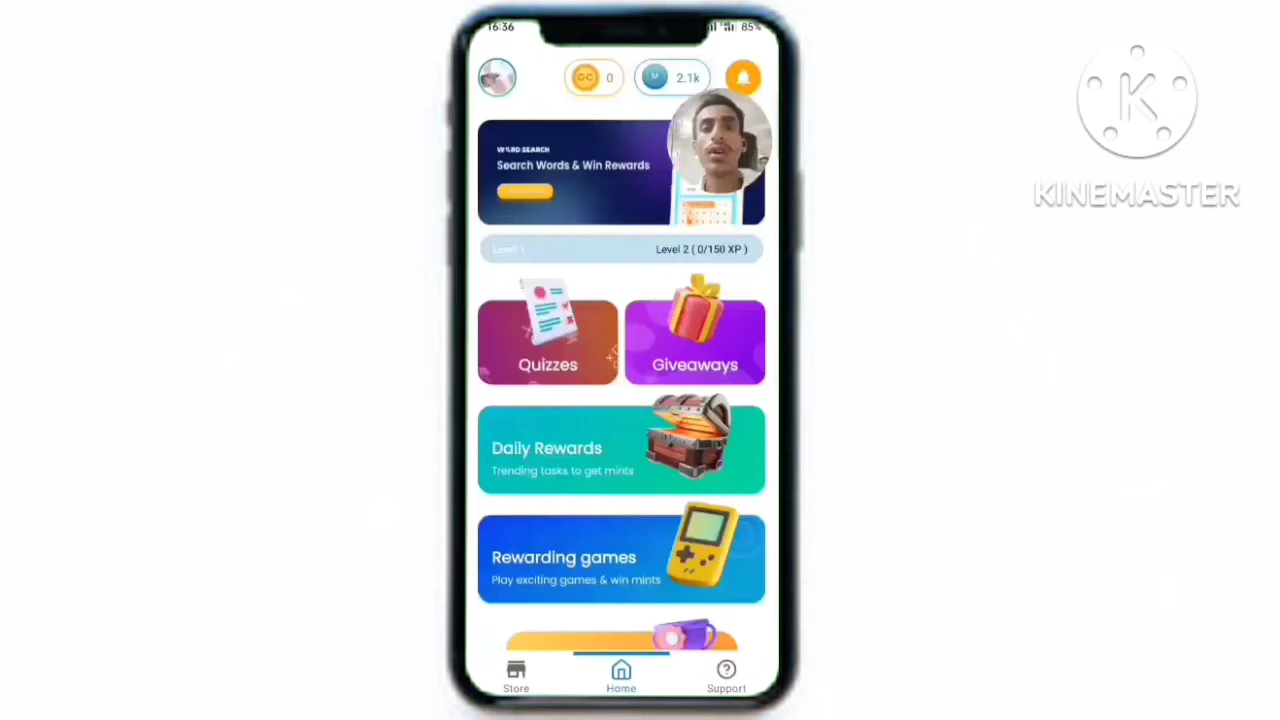 16:36
85%
GC 0
M 2.1k
WORD SEARCH
Search Words & Win Rewards
Level 1
Level 2 ( 0/150 XP )
Quizzes
Giveaways
Daily Rewards
Trending tasks to get mints
Rewarding games
Play exciting games & win mints
Store
Home
Support
K
KINEMASTER